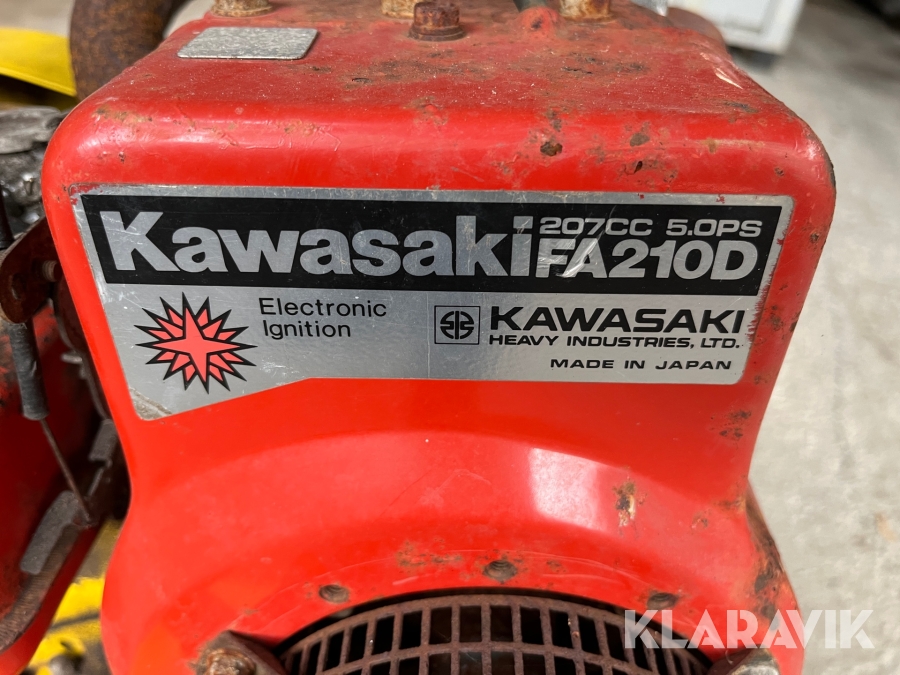 Kawasaki
207CC 5.0PS
FA210D
Electronic
Ignition
KAWASAKI
HEAVY INDUSTRIES, LTD.
MADE IN JAPAN
KLARAVIK